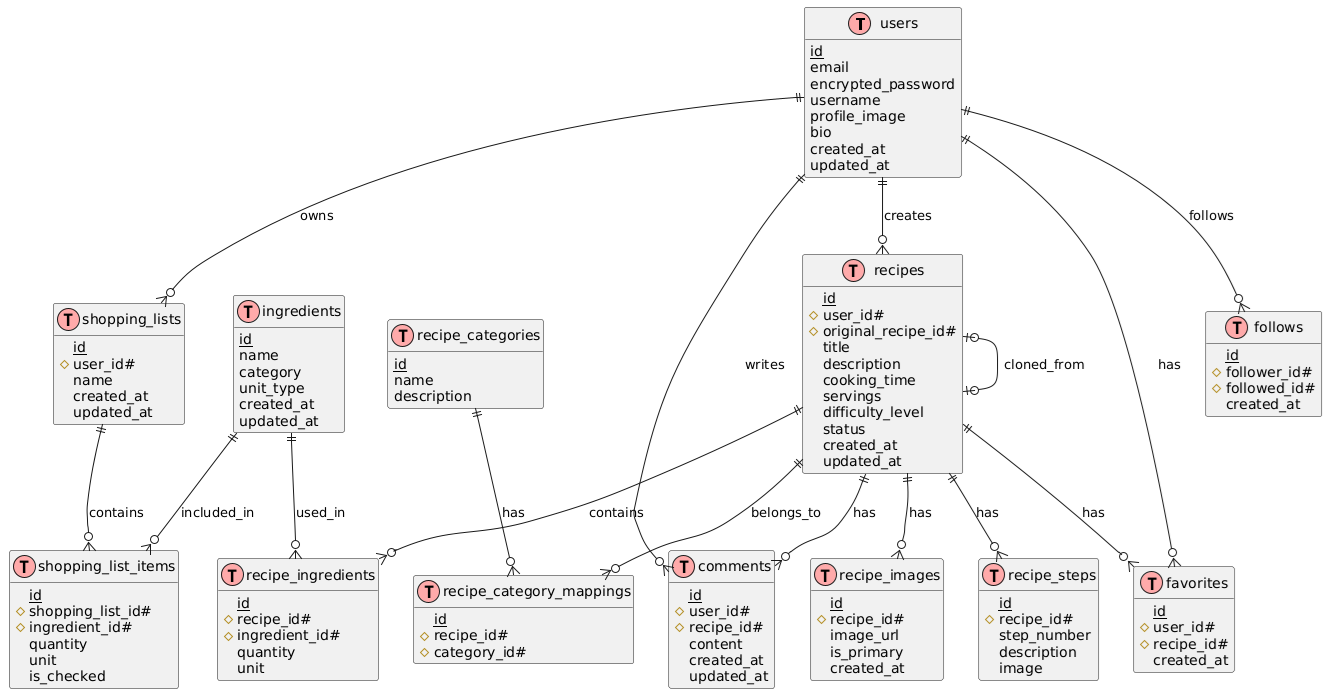 T users
id
email
encrypted_password
username
profile_image
bio
created_at
updated_at
owns
creates
follows
T shopping_lists
id
user_id#
name
created_at
updated_at
T ingredients
id
name
category
unit_type
created_at
updated_at
T recipe_categories
id
name
description
T recipes
id
user_id#
original_recipe_id#
title
description
cooking_time
servings
difficulty_level
status
created_at
updated_at
cloned_from
writes
has
T follows
id
follower_id#
followed_id#
created_at
contains
included_in
used_in
has
contains
belongs_to
has
has
has
has
T shopping_list_items
id
shopping_list_id#
ingredient_id#
quantity
unit
is_checked
T recipe_ingredients
id
recipe_id#
ingredient_id#
quantity
unit
T recipe_category_mappings
id
recipe_id#
category_id#
T comments
id
user_id#
recipe_id#
content
created_at
updated_at
T recipe_images
id
recipe_id#
image_url
is_primary
created_at
T recipe_steps
id
recipe_id#
step_number
description
image
T favorites
id
user_id#
recipe_id#
created_at